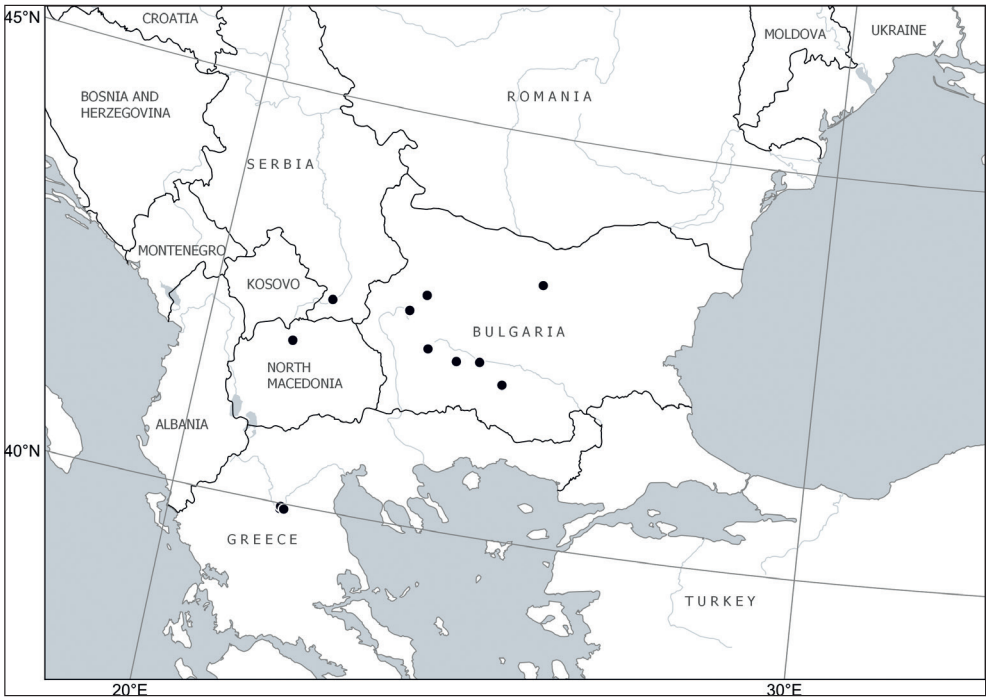 45°N
CROATIA
MOLDOVA
UKRAINE
BOSNIA AND
HERZEGOVINA
ROMANIA
SERBIA
MONTENEGRO
KOSOVO
BULGARIA
NORTH
MACEDONIA
ALBANIA
40°N
GREECE
TURKEY
20°E
30°E